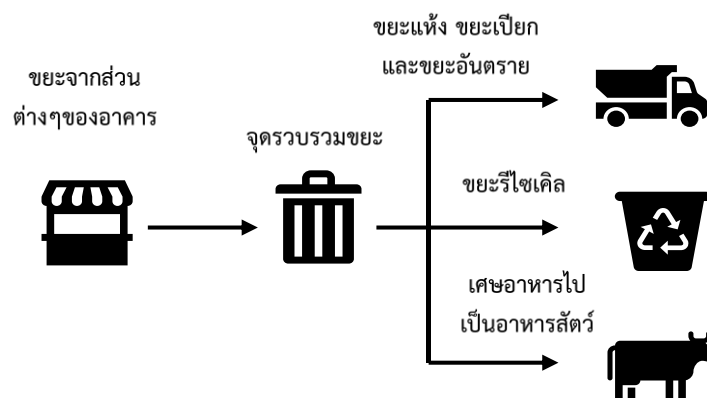 ขยะจากส่วน
ต่างๆของอาคาร
จุดรวบรวมขยะ
ขยะแห้ง ขยะเปียก
และขยะอันตราย
ขยะรีไซเคิล
เศษอาหารไป
เป็นอาหารสัตว์